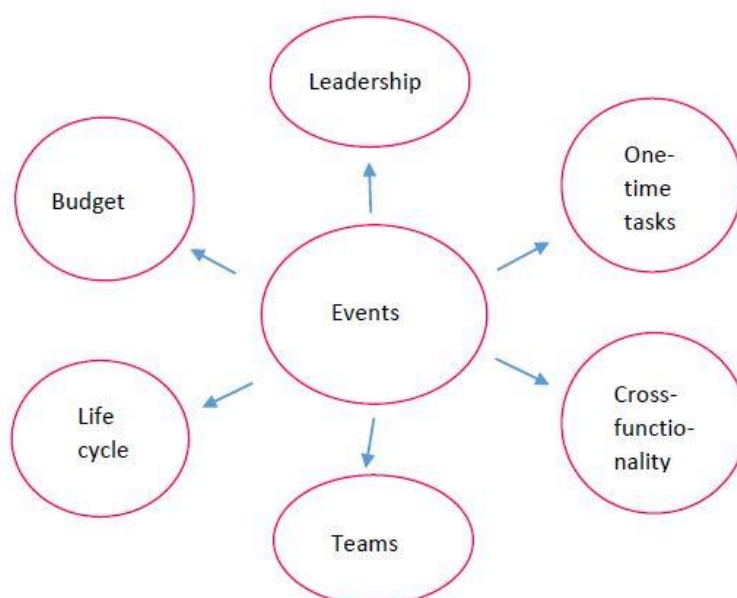 Leadership
One-
time
tasks
Budget
Events
Life
cycle
Cross-
functio-
nality
Teams